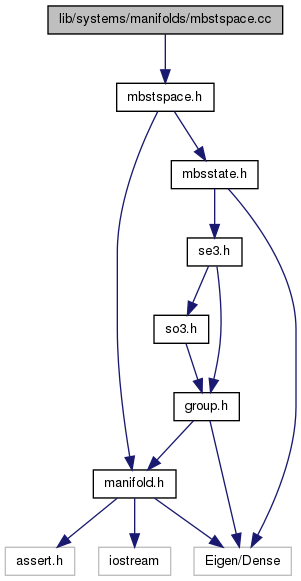 lib/systems/manifolds/mbstspace.cc
mbstspace.h
mbsstate.h
se3.h
so3.h
group.h
manifold.h
assert.h
iostream
Eigen/Dense